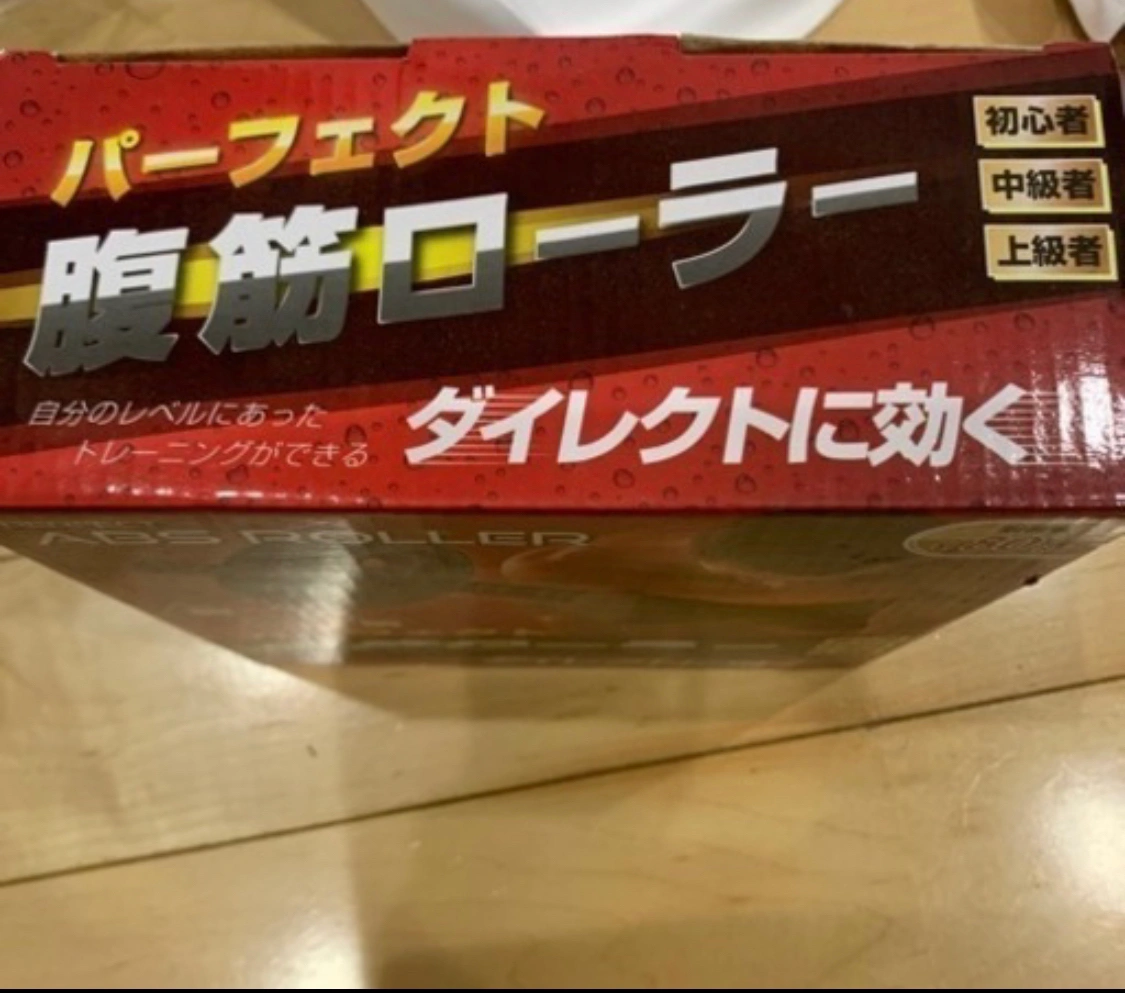 パーフェクト
腹筋ローラー
初心者
中級者
上級者
自分のレベルにあった
トレーニングができる
ダイレクトに効く
ABS ROLLER